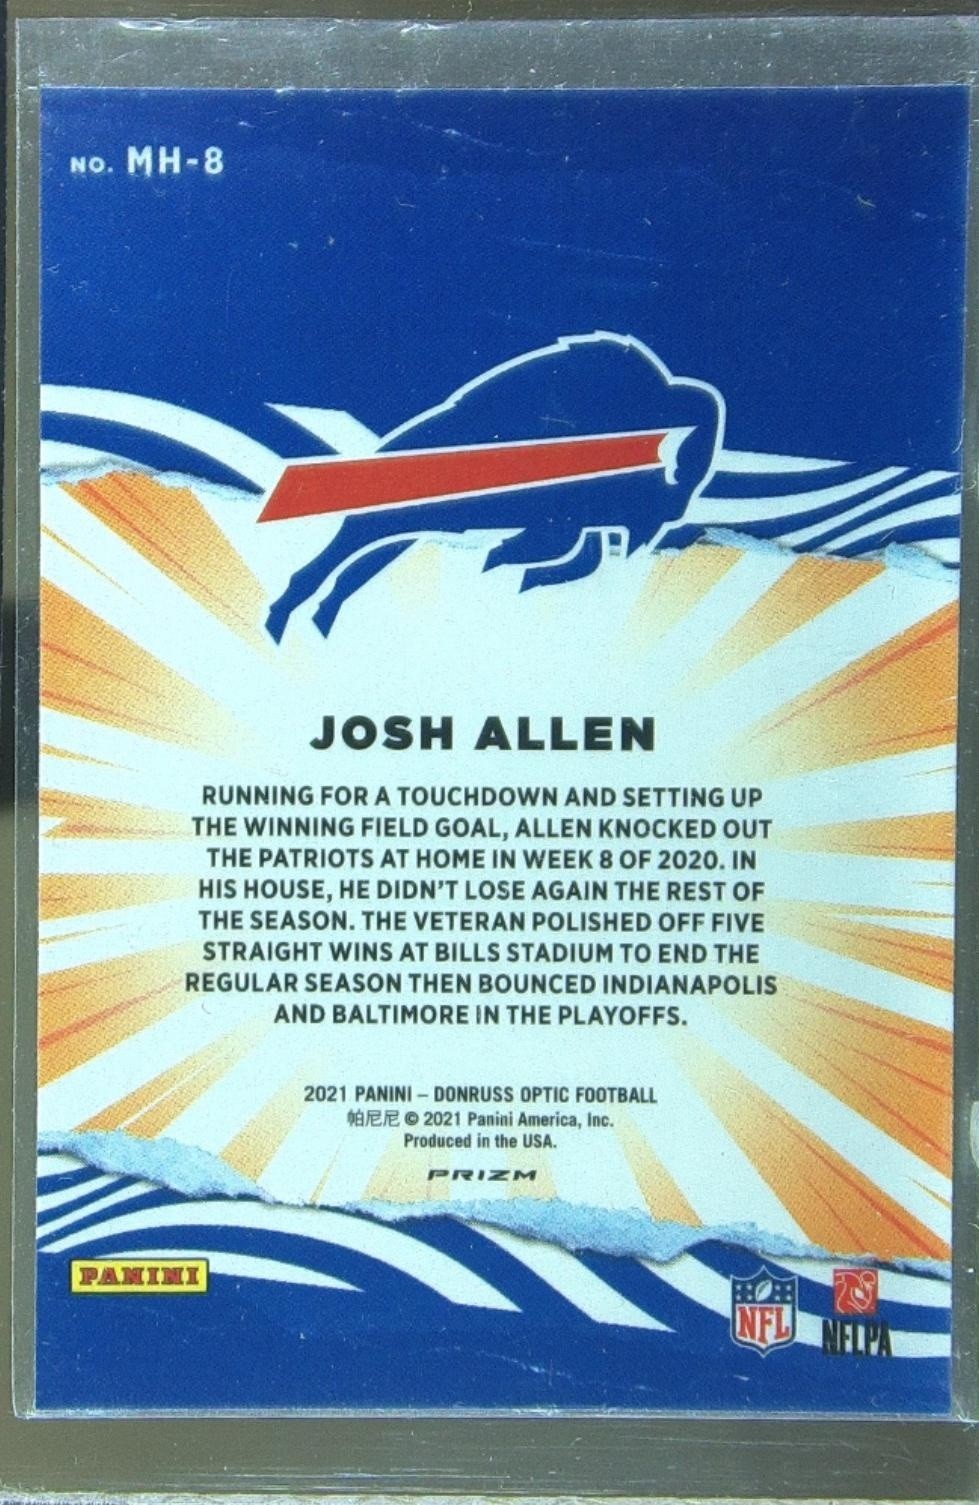 NO. MH-8
JOSH ALLEN
RUNNING FOR A TOUCHDOWN AND SETTING UP
THE WINNING FIELD GOAL, ALLEN KNOCKED OUT
THE PATRIOTS AT HOME IN WEEK 8 OF 2020. IN
HIS HOUSE, HE DIDN'T LOSE AGAIN THE REST OF
THE SEASON. THE VETERAN POLISHED OFF FIVE
STRAIGHT WINS AT BILLS STADIUM TO END THE
REGULAR SEASON THEN BOUNCED INDIANAPOLIS
AND BALTIMORE IN THE PLAYOFFS.
2021 PANINI – DONRUSS OPTIC FOOTBALL
帕尼尼 © 2021 Panini America, Inc.
Produced in the USA.
PRIZM
PANINI
NFL
NFLPA